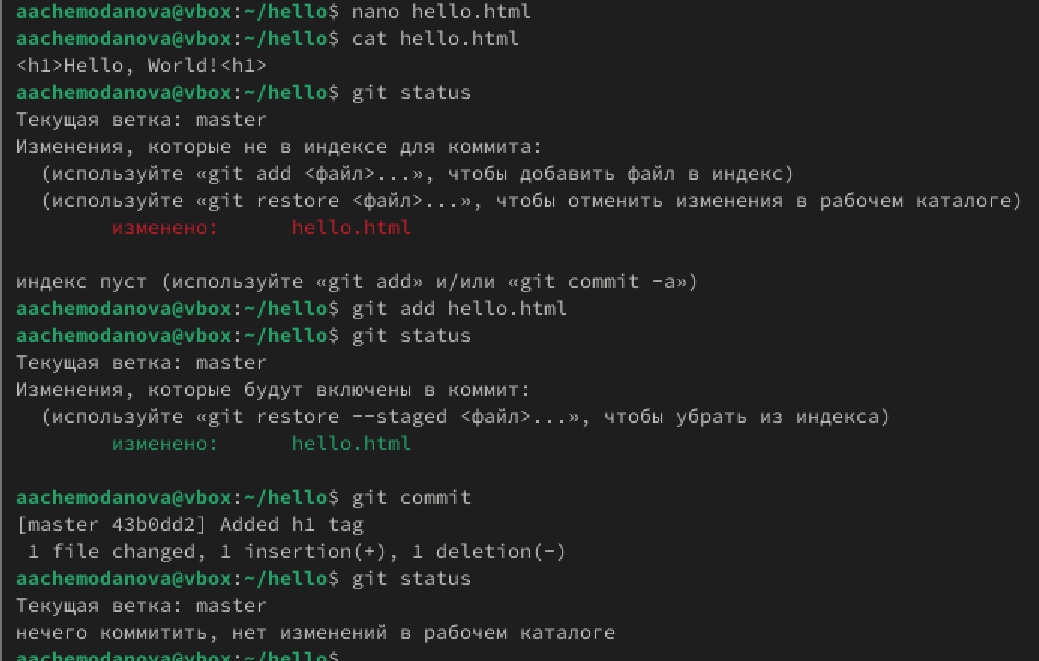 aachemodanova@vbox:~/hello$ nano hello.html
aachemodanova@vbox:~/hello$ cat hello.html
<h1>Hello, World!<h1>
aachemodanova@vbox:~/hello$ git status
Текущая ветка: master
Изменения, которые не в индексе для коммита:
  (используйте «git add <файл>...», чтобы добавить файл в индекс)
  (используйте «git restore <файл>...», чтобы отменить изменения в рабочем каталоге)
        изменено:      hello.html

индекс пуст (используйте «git add» и/или «git commit -a»)
aachemodanova@vbox:~/hello$ git add hello.html
aachemodanova@vbox:~/hello$ git status
Текущая ветка: master
Изменения, которые будут включены в коммит:
  (используйте «git restore --staged <файл>...», чтобы убрать из индекса)
        изменено:      hello.html

aachemodanova@vbox:~/hello$ git commit
[master 43b0dd2] Added h1 tag
 1 file changed, 1 insertion(+), 1 deletion(-)
aachemodanova@vbox:~/hello$ git status
Текущая ветка: master
нечего коммитить, нет изменений в рабочем каталоге
aachemodanova@vbox:~/hello$